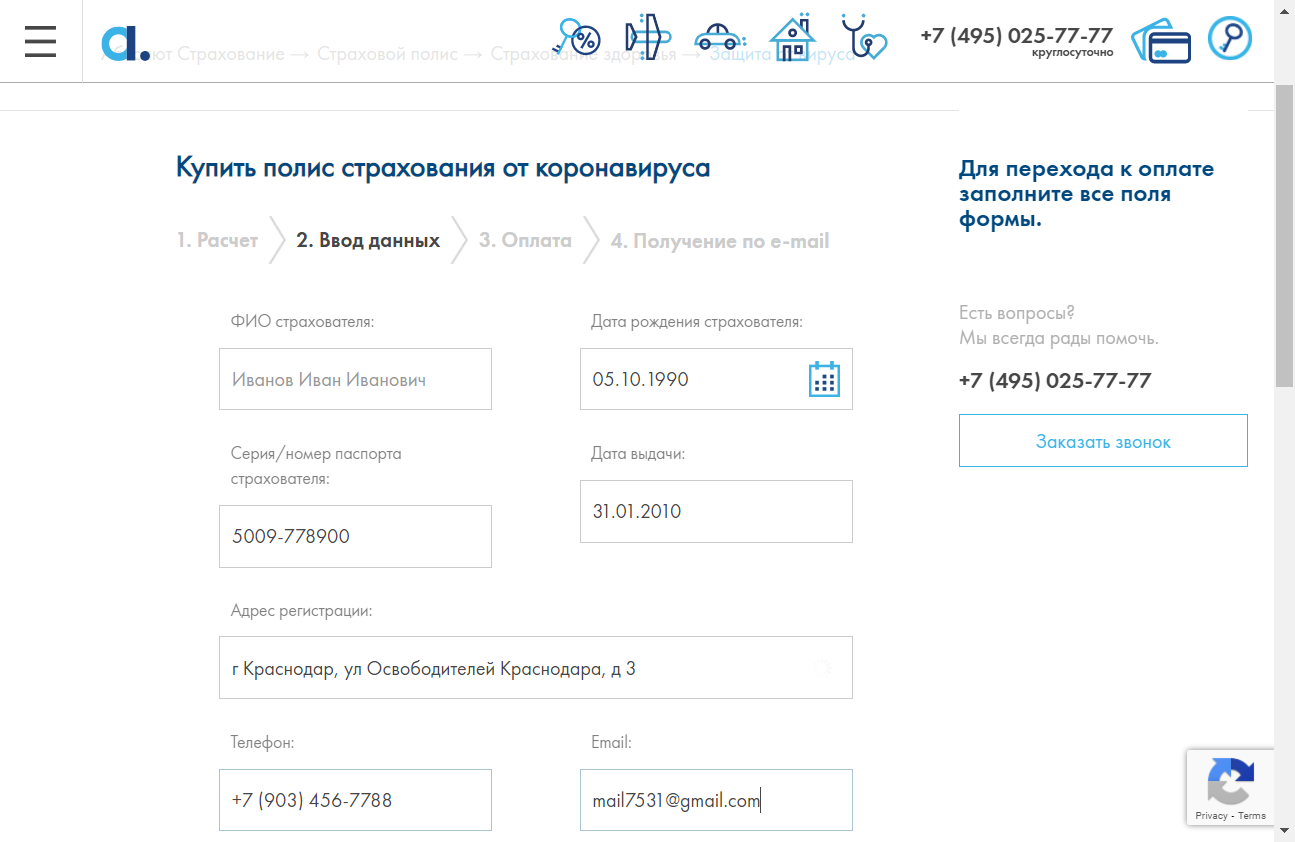 +7 (495) 025-77-77
круглосуточно
Страхование → Страховой полис → Страхование здоровья → Защита
Купить полис страхования от коронавируса
1. Расчет
2. Ввод данных
3. Оплата
4. Получение по e-mail
ФИО страхователя:
Иванов Иван Иванович
Дата рождения страхователя:
05.10.1990
Серия/номер паспорта
страхователя:
5009-778900
Дата выдачи:
31.01.2010
Адрес регистрации:
г Краснодар, ул Освободителей Краснодара, д 3
Телефон:
+7 (903) 456-7788
Email:
mail7531@gmail.com
Для перехода к оплате
заполните все поля
формы.
Есть вопросы?
Мы всегда рады помочь.
+7 (495) 025-77-77
Заказать звонок
Privacy - Terms